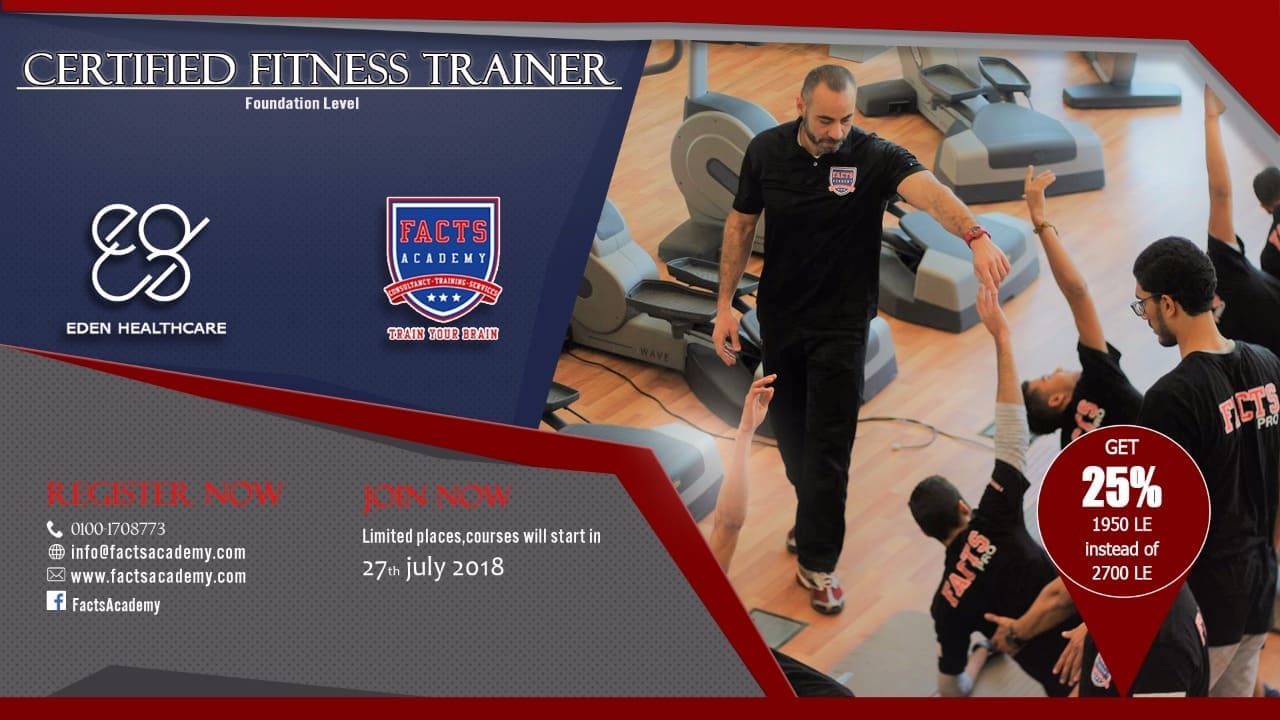 CERTIFIED FITNESS TRAINER
Foundation Level
EDEN HEALTHCARE
FACTS
ACADEMY
CONSULTANCY-TRAINING-SERVICES
TRAIN YOUR BRAIN
REGISTER NOW
0100-1708773
info@factsacademy.com
www.factsacademy.com
FactsAcademy
JOIN NOW
Limited places,courses will start in
27th july 2018
FACTS
ACADEMY
WAVE
FACTS
PRO
FACTS
PRO
GET
25%
1950 LE
instead of
2700 LE